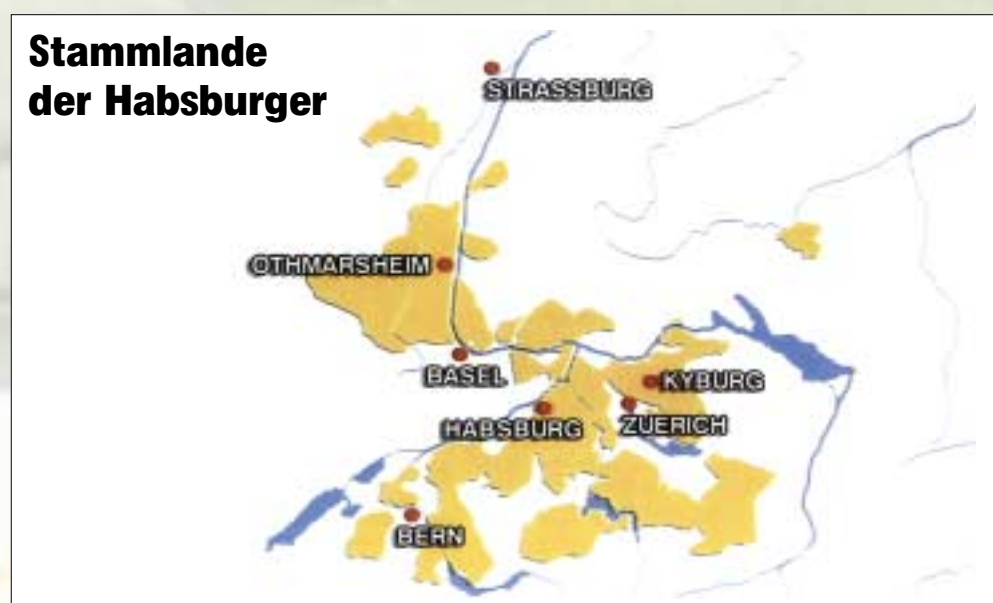 Stammlande
der Habsburger
STRASSBURG
OTHMARSHEIM
BASEL
KYBURG
HABSBURG
ZUERICH
BERN